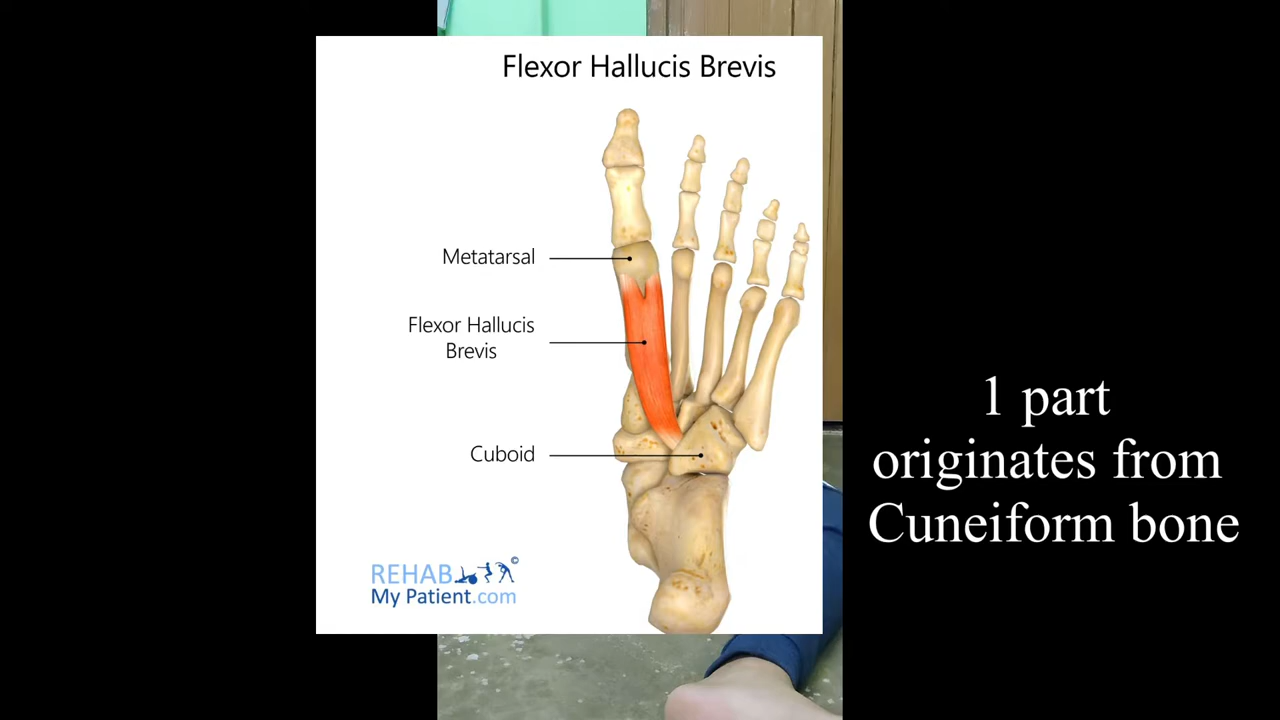 Flexor Hallucis Brevis
Metatarsal
Flexor Hallucis
Brevis
Cuboid
REHAB
My Patient.com
©
1 part
originates from
Cuneiform bone